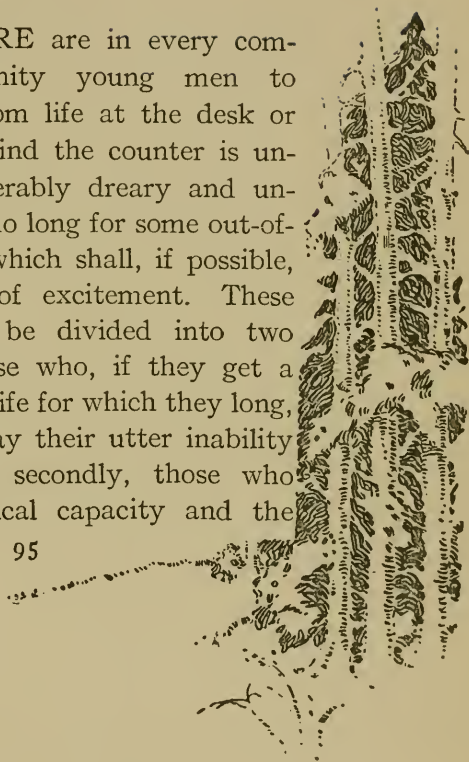 RE are in every com-
nity young men to
om life at the desk or
ind the counter is un-
erably dreary and un-
o long for some out-of-
which shall, if possible,
of excitement. These
be divided into two
se who, if they get a
ife for which they long,
ay their utter inability
secondly, those who
ical capacity and the
95